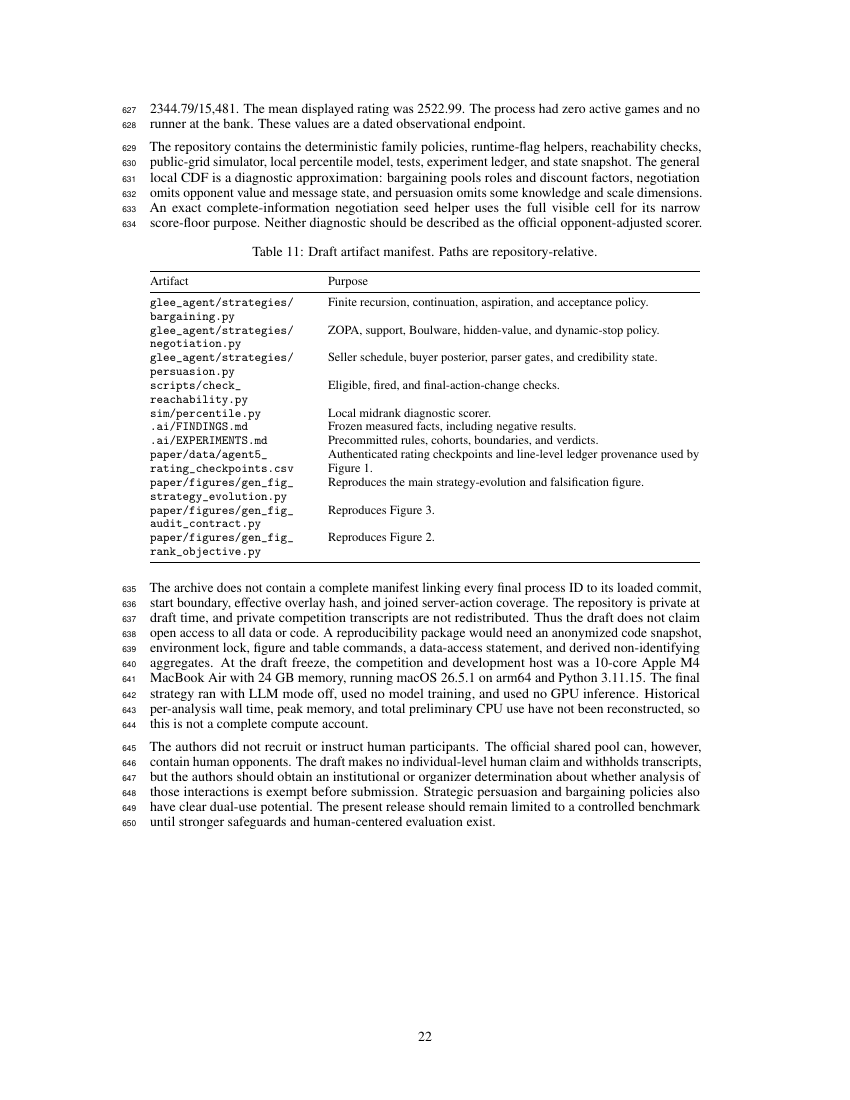 627 2344.79/15,481. The mean displayed rating was 2522.99. The process had zero active games and no
628 runner at the bank. These values are a dated observational endpoint.
629 The repository contains the deterministic family policies, runtime-flag helpers, reachability checks,
630 public-grid simulator, local percentile model, tests, experiment ledger, and state snapshot. The general
631 local CDF is a diagnostic approximation: bargaining pools roles and discount factors, negotiation
632 omits opponent value and message state, and persuasion omits some knowledge and scale dimensions.
633 An exact complete-information negotiation seed helper uses the full visible cell for its narrow
634 score-floor purpose. Neither diagnostic should be described as the official opponent-adjusted scorer.
Table 11: Draft artifact manifest. Paths are repository-relative.
Artifact Purpose
glee_agent/strategies/ Finite recursion, continuation, aspiration, and acceptance policy.
bargaining.py
glee_agent/strategies/ ZOPA, support, Boulware, hidden-value, and dynamic-stop policy.
negotiation.py
glee_agent/strategies/ Seller schedule, buyer posterior, parser gates, and credibility state.
persuasion.py
scripts/check_ Eligible, fired, and final-action-change checks.
reachability.py
sim/percentile.py Local midrank diagnostic scorer.
.ai/FINDINGS.md Frozen measured facts, including negative results.
.ai/EXPERIMENTS.md Precommitted rules, cohorts, boundaries, and verdicts.
paper/data/agent5_ Authenticated rating checkpoints and line-level ledger provenance used by
rating_checkpoints.csv Figure 1.
paper/figures/gen_fig_ Reproduces the main strategy-evolution and falsification figure.
strategy_evolution.py
paper/figures/gen_fig_ Reproduces Figure 3.
audit_contract.py
paper/figures/gen_fig_ Reproduces Figure 2.
rank_objective.py
635 The archive does not contain a complete manifest linking every final process ID to its loaded commit,
636 start boundary, effective overlay hash, and joined server-action coverage. The repository is private at
637 draft time, and private competition transcripts are not redistributed. Thus the draft does not claim
638 open access to all data or code. A reproducibility package would need an anonymized code snapshot,
639 environment lock, figure and table commands, a data-access statement, and derived non-identifying
640 aggregates. At the draft freeze, the competition and development host was a 10-core Apple M4
641 MacBook Air with 24 GB memory, running macOS 26.5.1 on arm64 and Python 3.11.15. The final
642 strategy ran with LLM mode off, used no model training, and used no GPU inference. Historical
643 per-analysis wall time, peak memory, and total preliminary CPU use have not been reconstructed, so
644 this is not a complete compute account.
645 The authors did not recruit or instruct human participants. The official shared pool can, however,
646 contain human opponents. The draft makes no individual-level human claim and withholds transcripts,
647 but the authors should obtain an institutional or organizer determination about whether analysis of
648 those interactions is exempt before submission. Strategic persuasion and bargaining policies also
649 have clear dual-use potential. The present release should remain limited to a controlled benchmark
650 until stronger safeguards and human-centered evaluation exist.
22